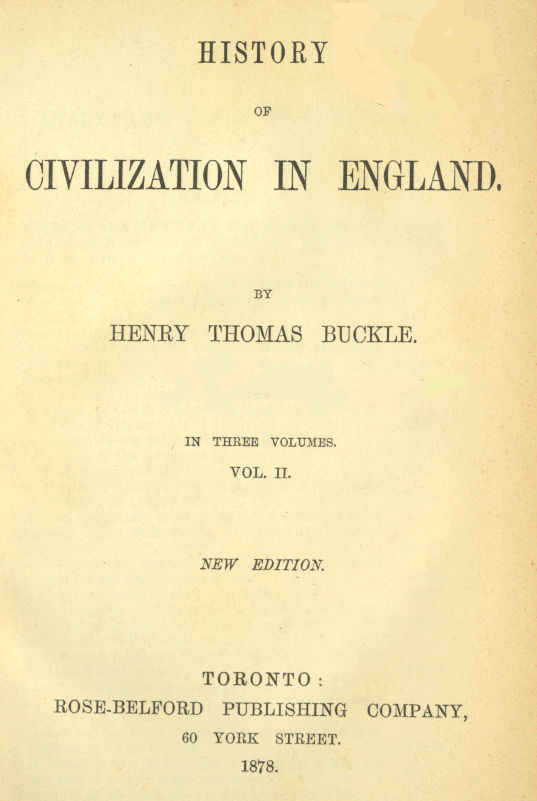 HISTORY
OF
CIVILIZATION IN ENGLAND.
BY
HENRY THOMAS BUCKLE.
IN THREE VOLUMES.
VOL. II.
NEW EDITION.
TORONTO:
ROSE-BELFORD PUBLISHING COMPANY,
60 YORK STREET.
1878.